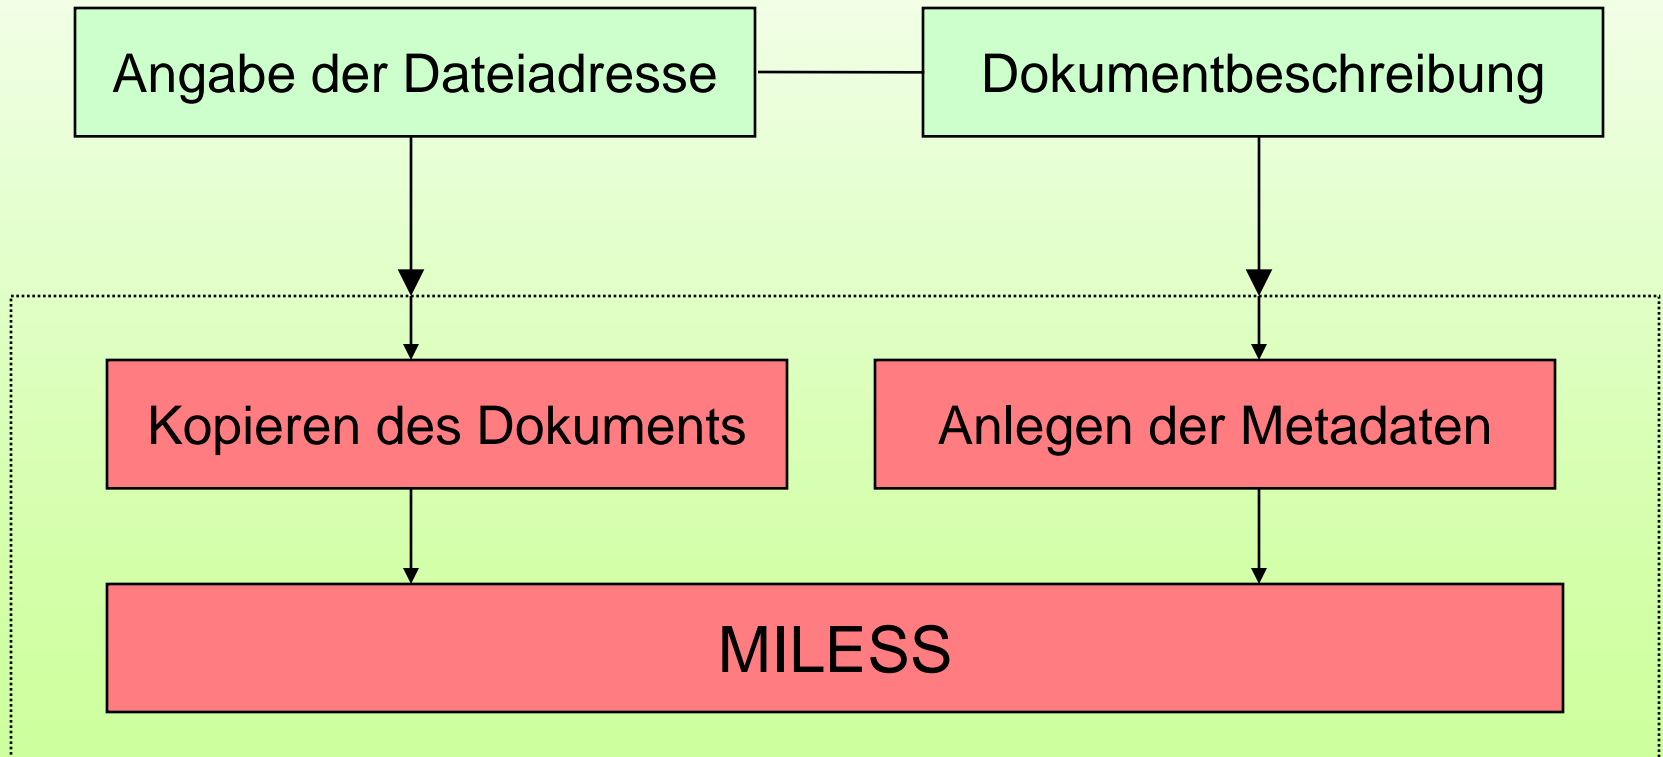 Angabe der Dateiadresse
Dokumentbeschreibung
Kopieren des Dokuments
Anlegen der Metadaten
MILESS